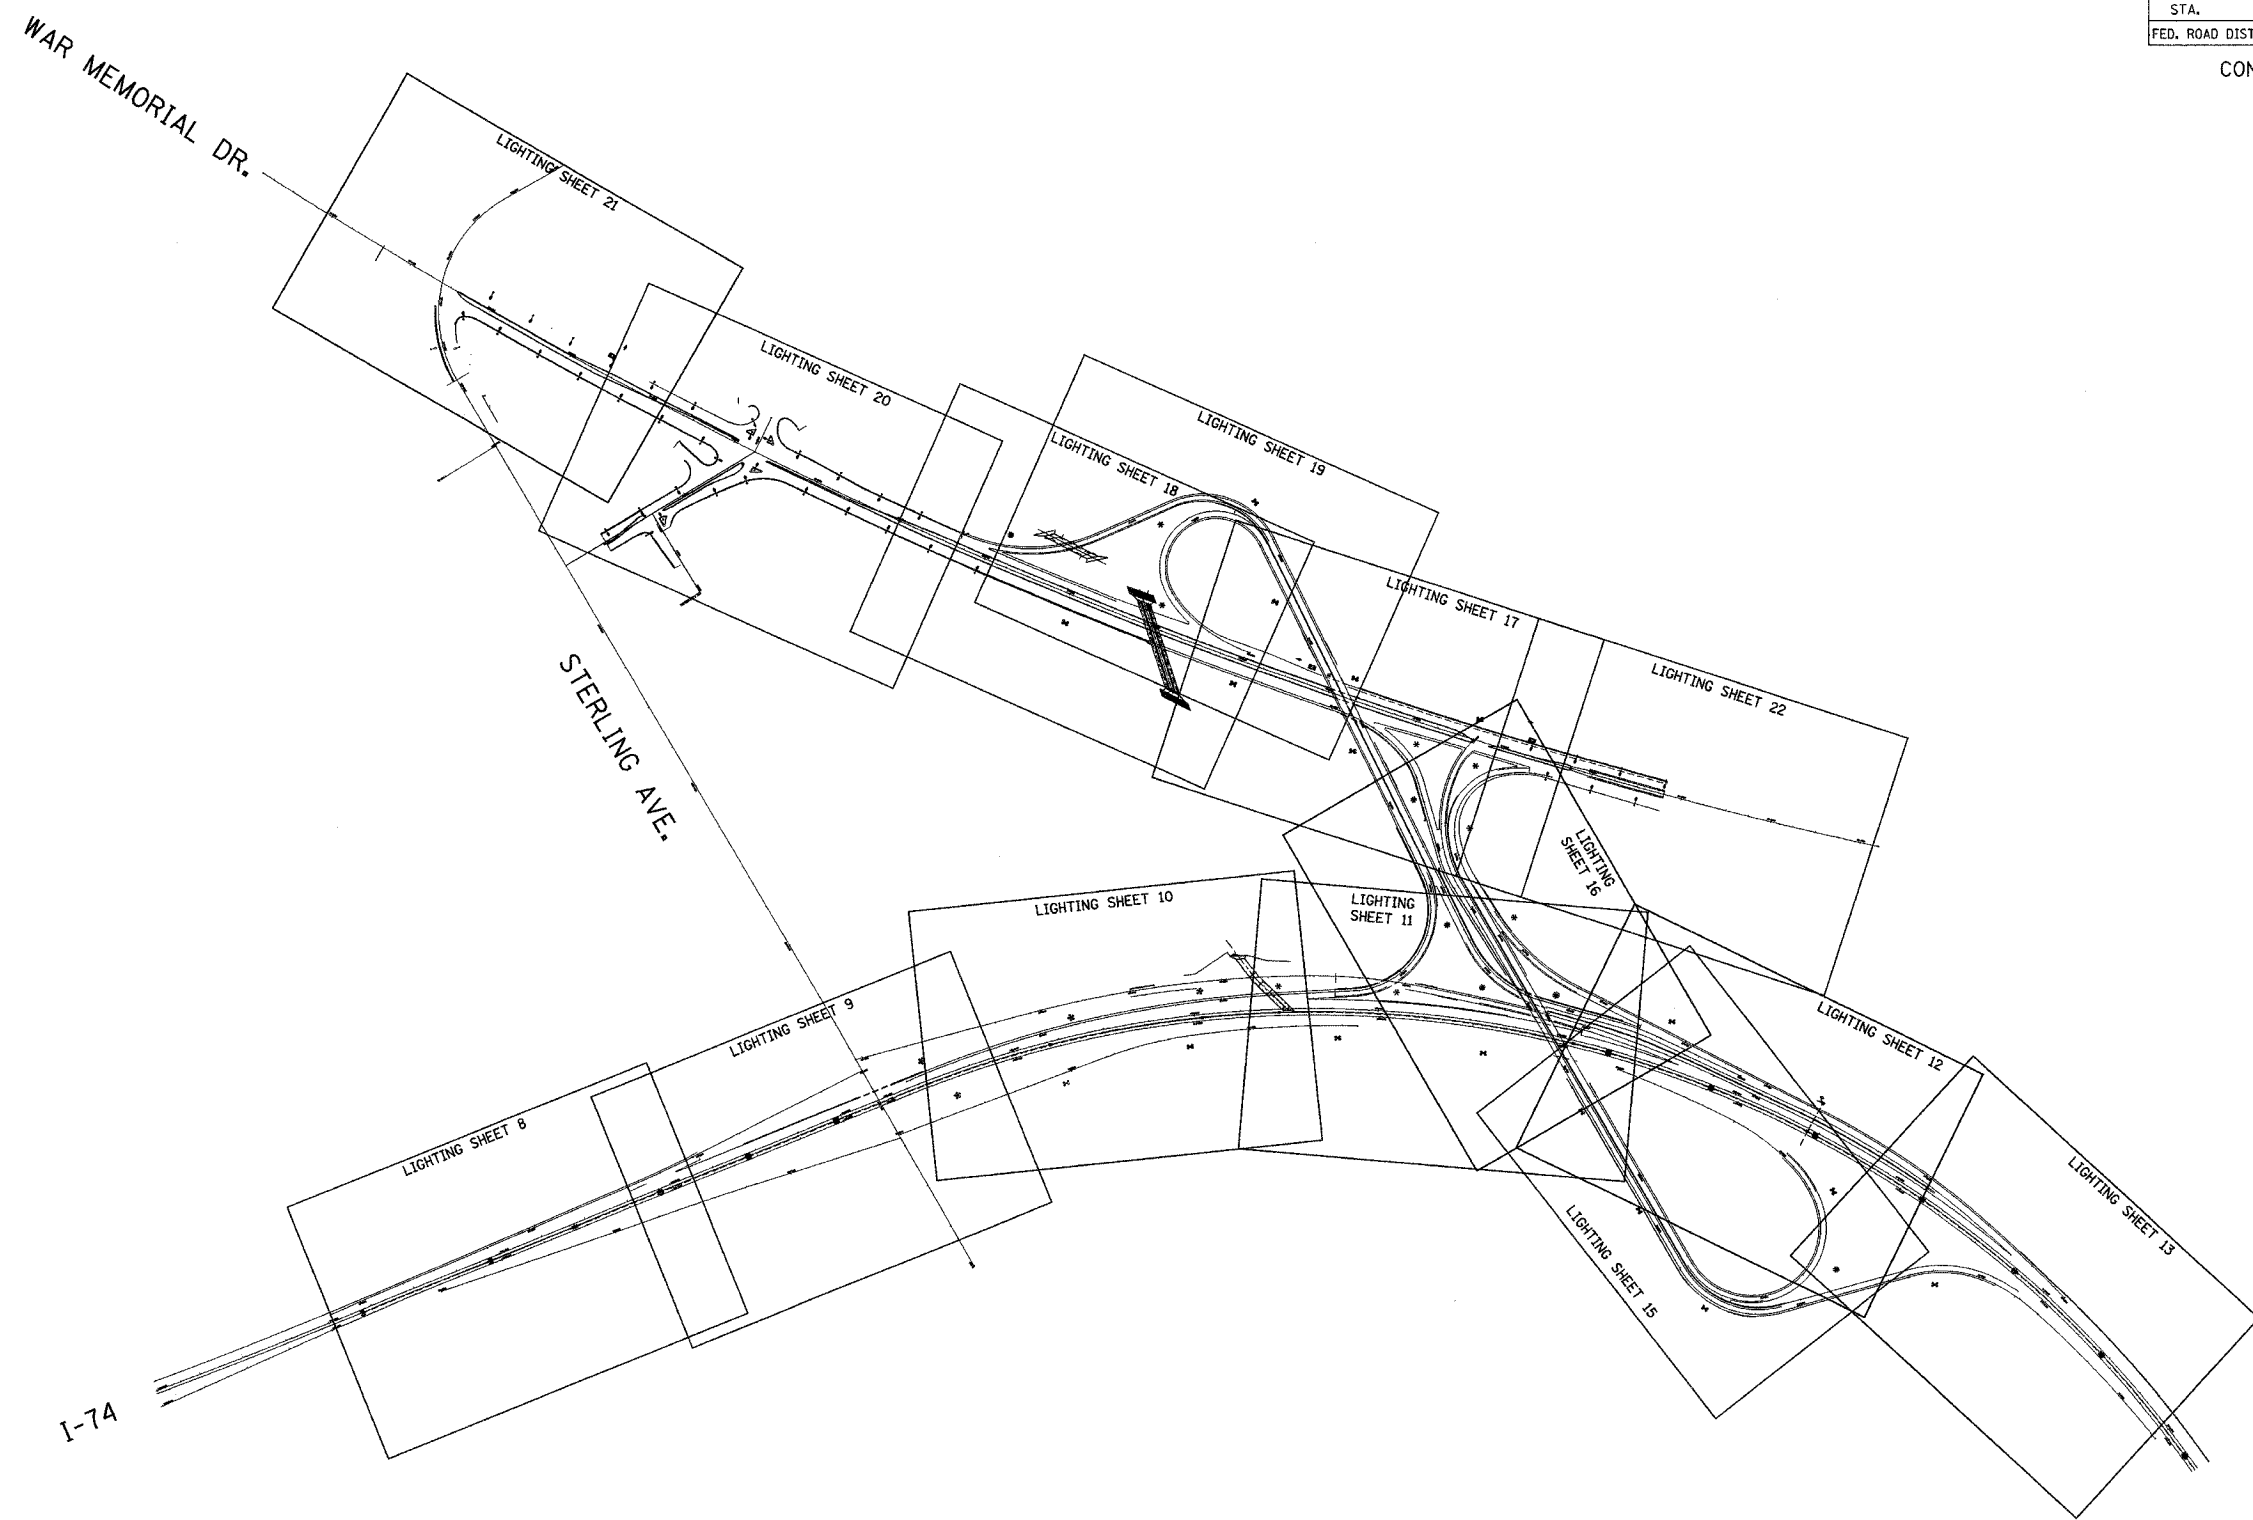 STA.
FED. ROAD DIST
CON
WAR MEMORIAL DR.
LIGHTING SHEET 21
LIGHTING SHEET 20
LIGHTING SHEET 19
LIGHTING SHEET 18
LIGHTING SHEET 17
LIGHTING SHEET 22
STERLING AVE.
LIGHTING
SHEET 16
LIGHTING SHEET 10
LIGHTING
SHEET 11
LIGHTING SHEET 9
LIGHTING SHEET 12
LIGHTING SHEET 8
LIGHTING SHEET 13
LIGHTING SHEET 15
I-74